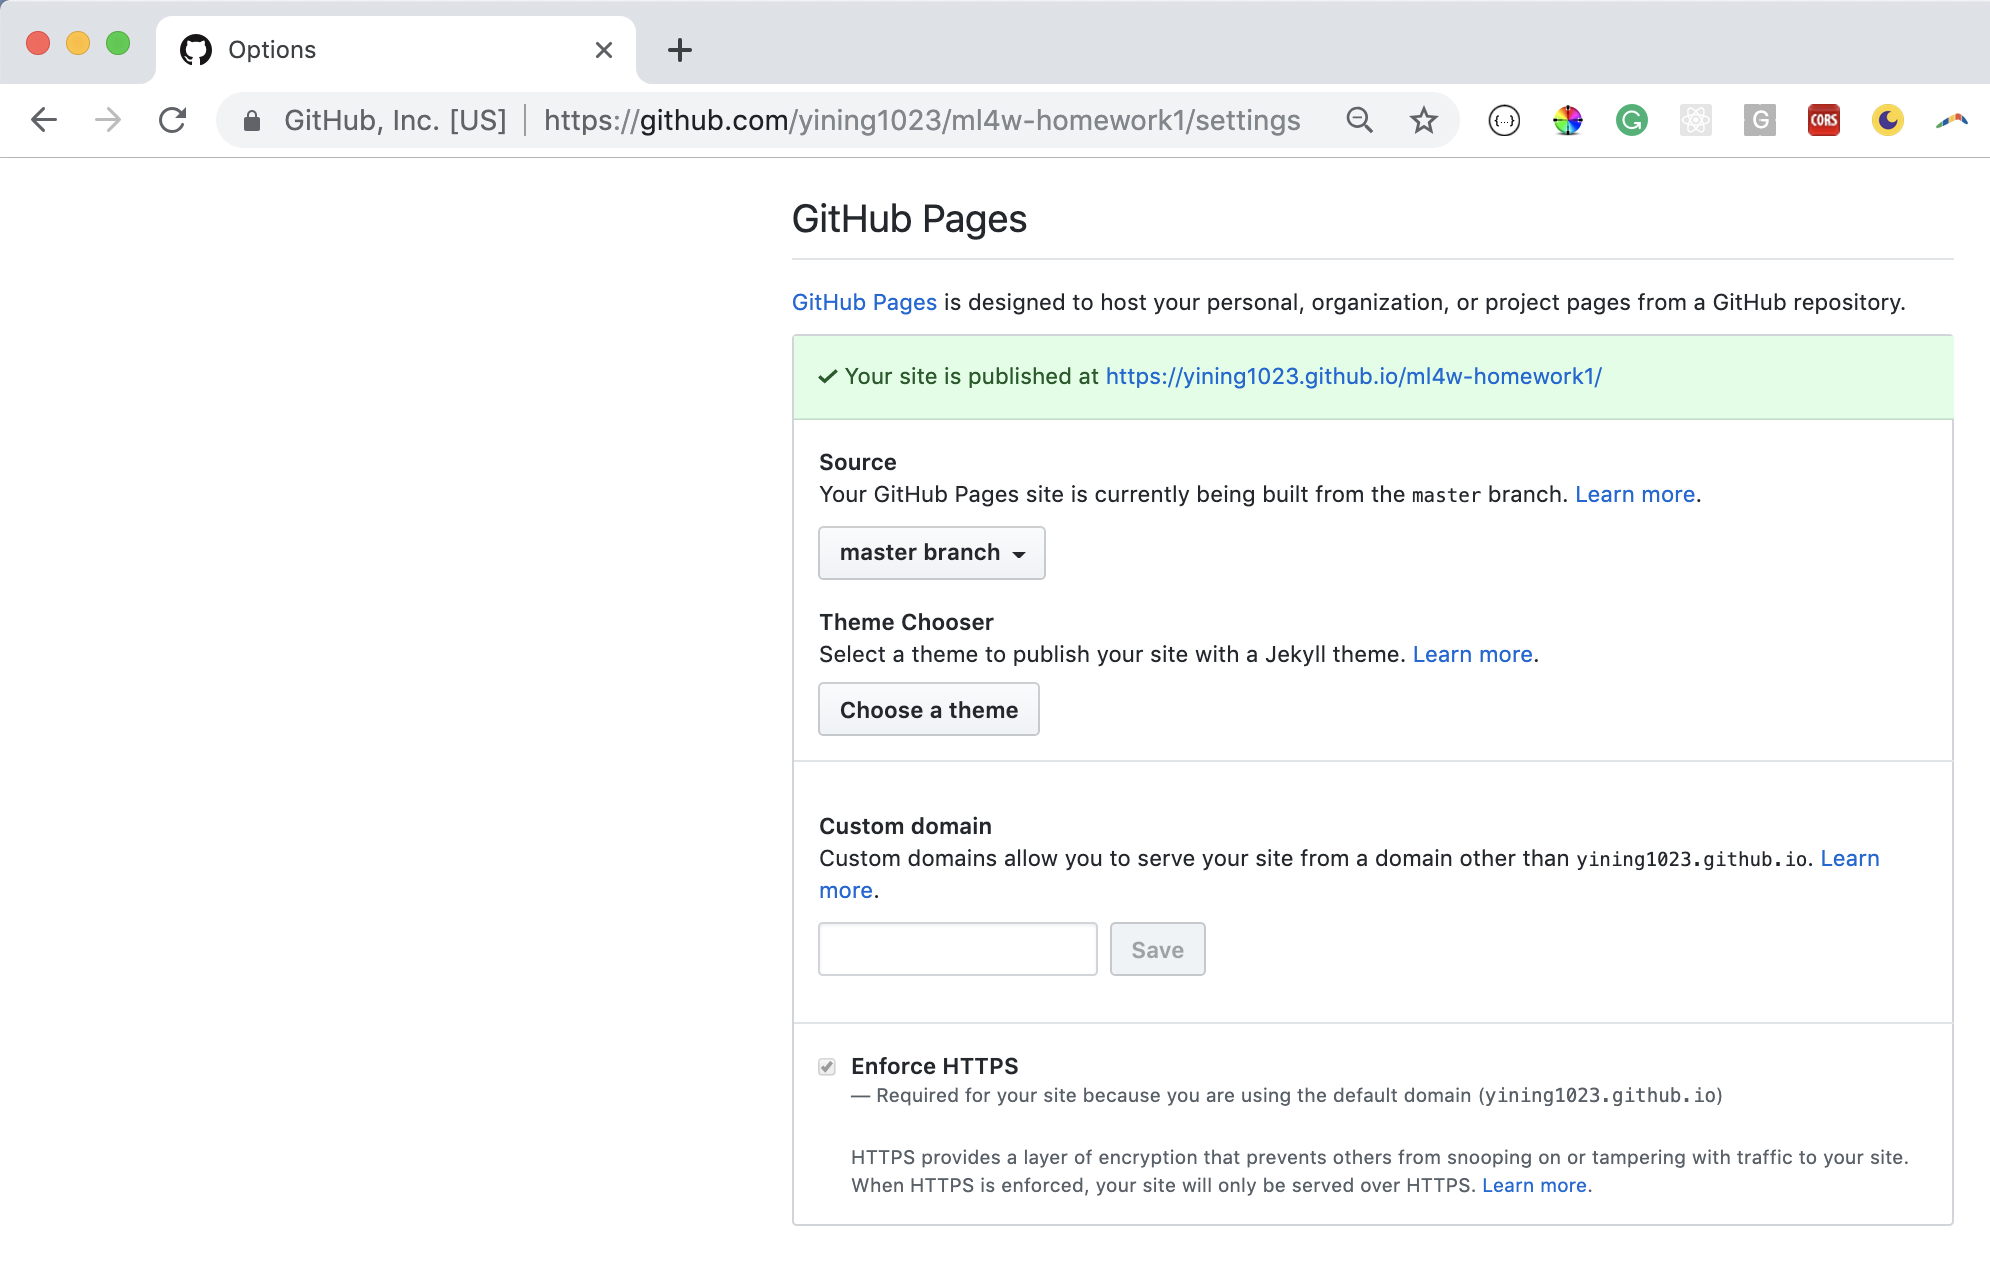 Options
GitHub, Inc. [US] | https://github.com/yining1023/ml4w-homework1/settings
{...} G G CORS
GitHub Pages
GitHub Pages is designed to host your personal, organization, or project pages from a GitHub repository.
Your site is published at https://yining1023.github.io/ml4w-homework1/
Source
Your GitHub Pages site is currently being built from the master branch. Learn more.
master branch
Theme Chooser
Select a theme to publish your site with a Jekyll theme. Learn more.
Choose a theme
Custom domain
Custom domains allow you to serve your site from a domain other than yining1023.github.io. Learn
more.
Save
Enforce HTTPS
— Required for your site because you are using the default domain (yining1023.github.io)
HTTPS provides a layer of encryption that prevents others from snooping on or tampering with traffic to your site.
When HTTPS is enforced, your site will only be served over HTTPS. Learn more.